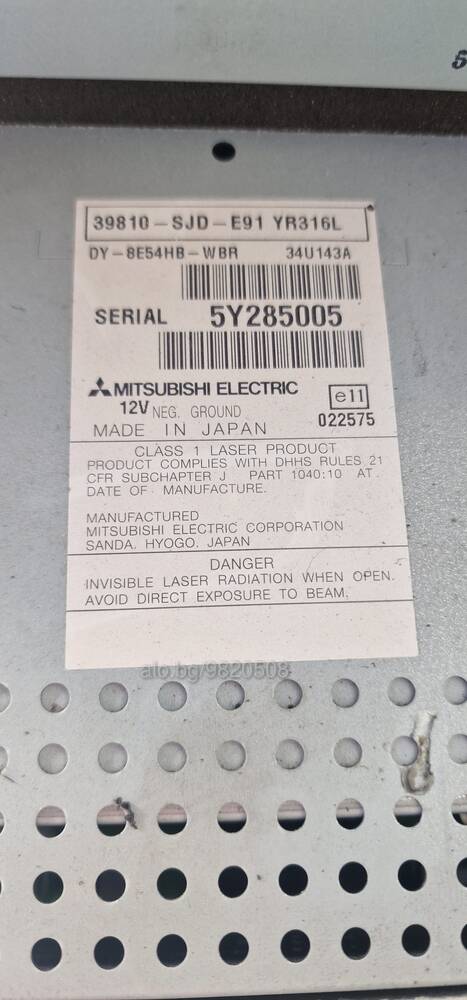 5
39810-SJD-E91 YR316L
DY-8E54HB-WBR 34U143A
SERIAL 5Y285005
MITSUBISHI ELECTRIC
e11
12V NEG. GROUND
022575
MADE IN JAPAN
CLASS 1 LASER PRODUCT
PRODUCT COMPLIES WITH DHHS RULES 21
CFR SUBCHAPTER J PART 1040:10 AT
DATE OF MANUFACTURE.
MANUFACTURED
MITSUBISHI ELECTRIC CORPORATION
SANDA. HYOGO. JAPAN
DANGER
INVISIBLE LASER RADIATION WHEN OPEN.
AVOID DIRECT EXPOSURE TO BEAM.
alo.bg/9820508